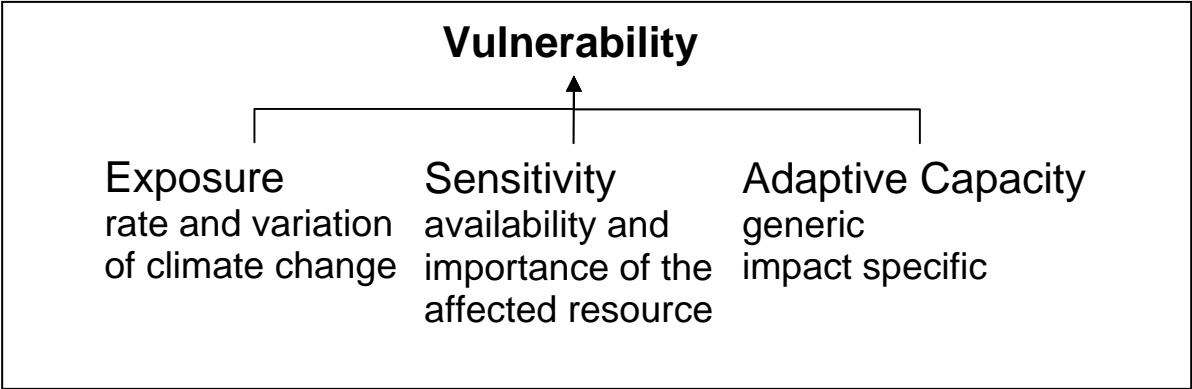 Vulnerability
Exposure
rate and variation
of climate change
Sensitivity
availability and
importance of the
affected resource
Adaptive Capacity
generic
impact specific